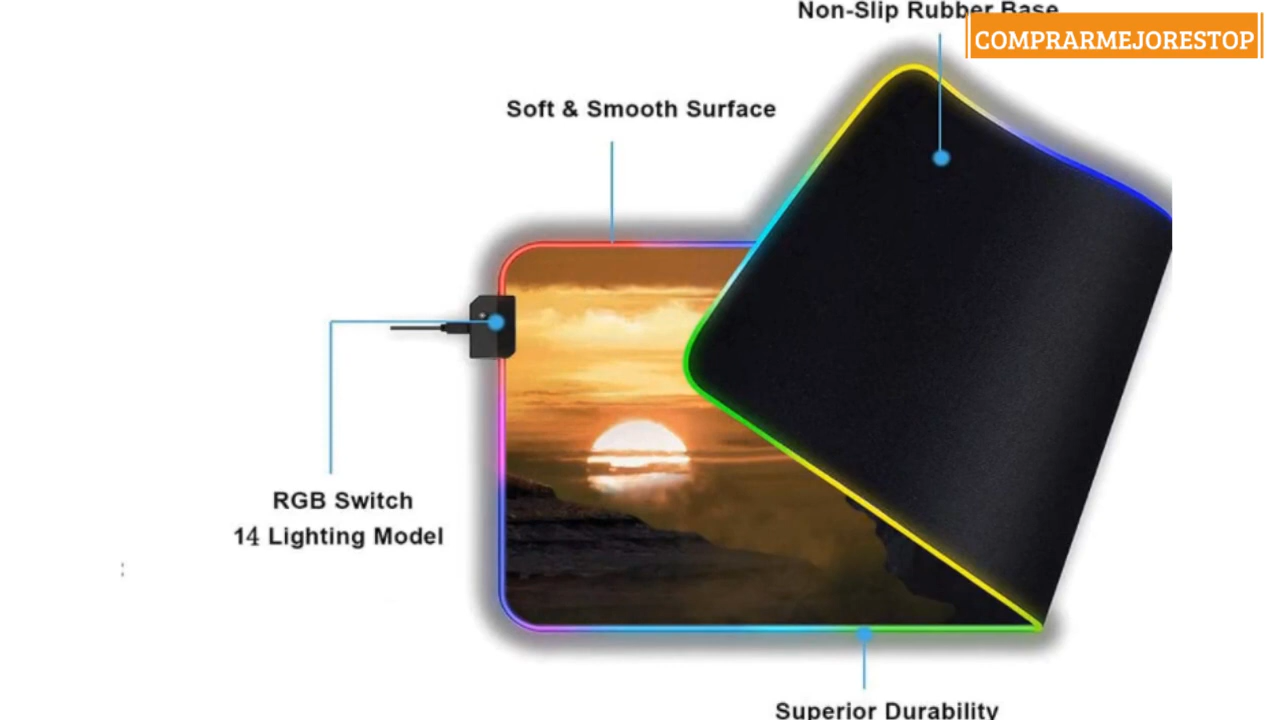 Non-Slip Rubber Base
COMPRARMEJORESTOP
Soft & Smooth Surface
RGB Switch
14 Lighting Model
Superior Durability